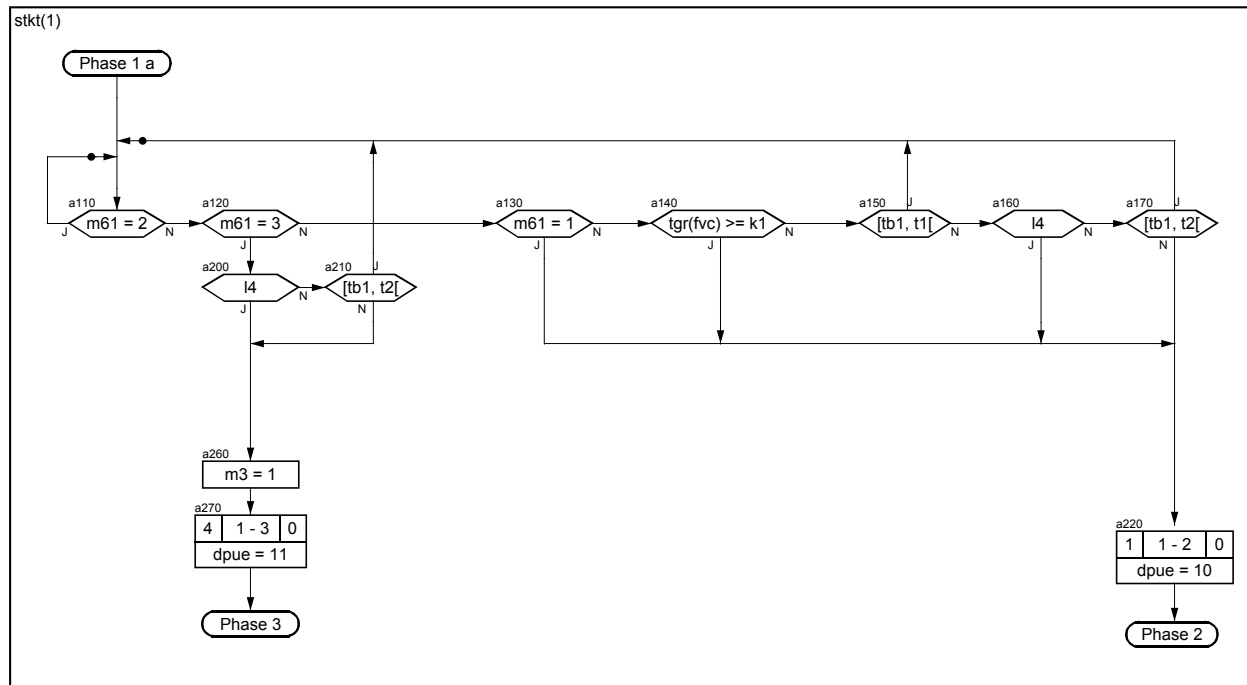 stkt(1)
Phase 1 a
a110
m61 = 2
J
N
a120
m61 = 3
J
N
a130
m61 = 1
J
N
a140
tgr(fvc) >= k1
J
N
a150
[tb1, t1[
J
N
a160
l4
J
N
a170
[tb1, t2[
J
N
a200
l4
J
N
a210
[tb1, t2[
J
N
a260
m3 = 1
a270
4 1 - 3 0
dpue = 11
Phase 3
a220
1 1 - 2 0
dpue = 10
Phase 2